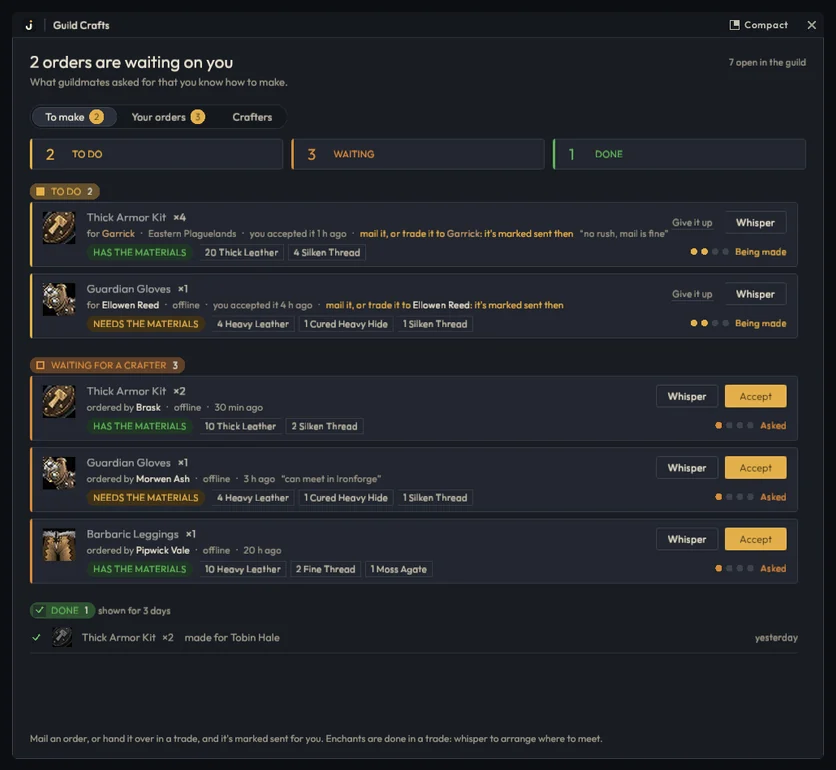 Guild Crafts
Compact
2 orders are waiting on you
7 open in the guild
What guildmates asked for that you know how to make.
To make 2 Your orders 3 Crafters
2 TO DO
3 WAITING
1 DONE
TO DO 2
Thick Armor Kit ×4
Give it up Whisper
for Garrick · Eastern Plaguelands · you accepted it 1 h ago · mail it, or trade it to Garrick: it's marked sent then "no rush, mail is fine"
HAS THE MATERIALS 20 Thick Leather 4 Silken Thread
Being made
Guardian Gloves ×1
Give it up Whisper
for Ellowen Reed · offline · you accepted it 4 h ago · mail it, or trade it to Ellowen Reed: it's marked sent then
NEEDS THE MATERIALS 4 Heavy Leather 1 Cured Heavy Hide 1 Silken Thread
Being made
WAITING FOR A CRAFTER 3
Thick Armor Kit ×2
Whisper Accept
ordered by Brask · offline · 30 min ago
HAS THE MATERIALS 10 Thick Leather 2 Silken Thread
Asked
Guardian Gloves ×1
Whisper Accept
ordered by Morwen Ash · offline · 3 h ago "can meet in Ironforge"
NEEDS THE MATERIALS 4 Heavy Leather 1 Cured Heavy Hide 1 Silken Thread
Asked
Barbaric Leggings ×1
Whisper Accept
ordered by Pipwick Vale · offline · 20 h ago
HAS THE MATERIALS 10 Heavy Leather 2 Fine Thread 1 Moss Agate
Asked
DONE 1 shown for 3 days
Thick Armor Kit ×2 made for Tobin Hale
yesterday
Mail an order, or hand it over in a trade, and it's marked sent for you. Enchants are done in a trade: whisper to arrange where to meet.